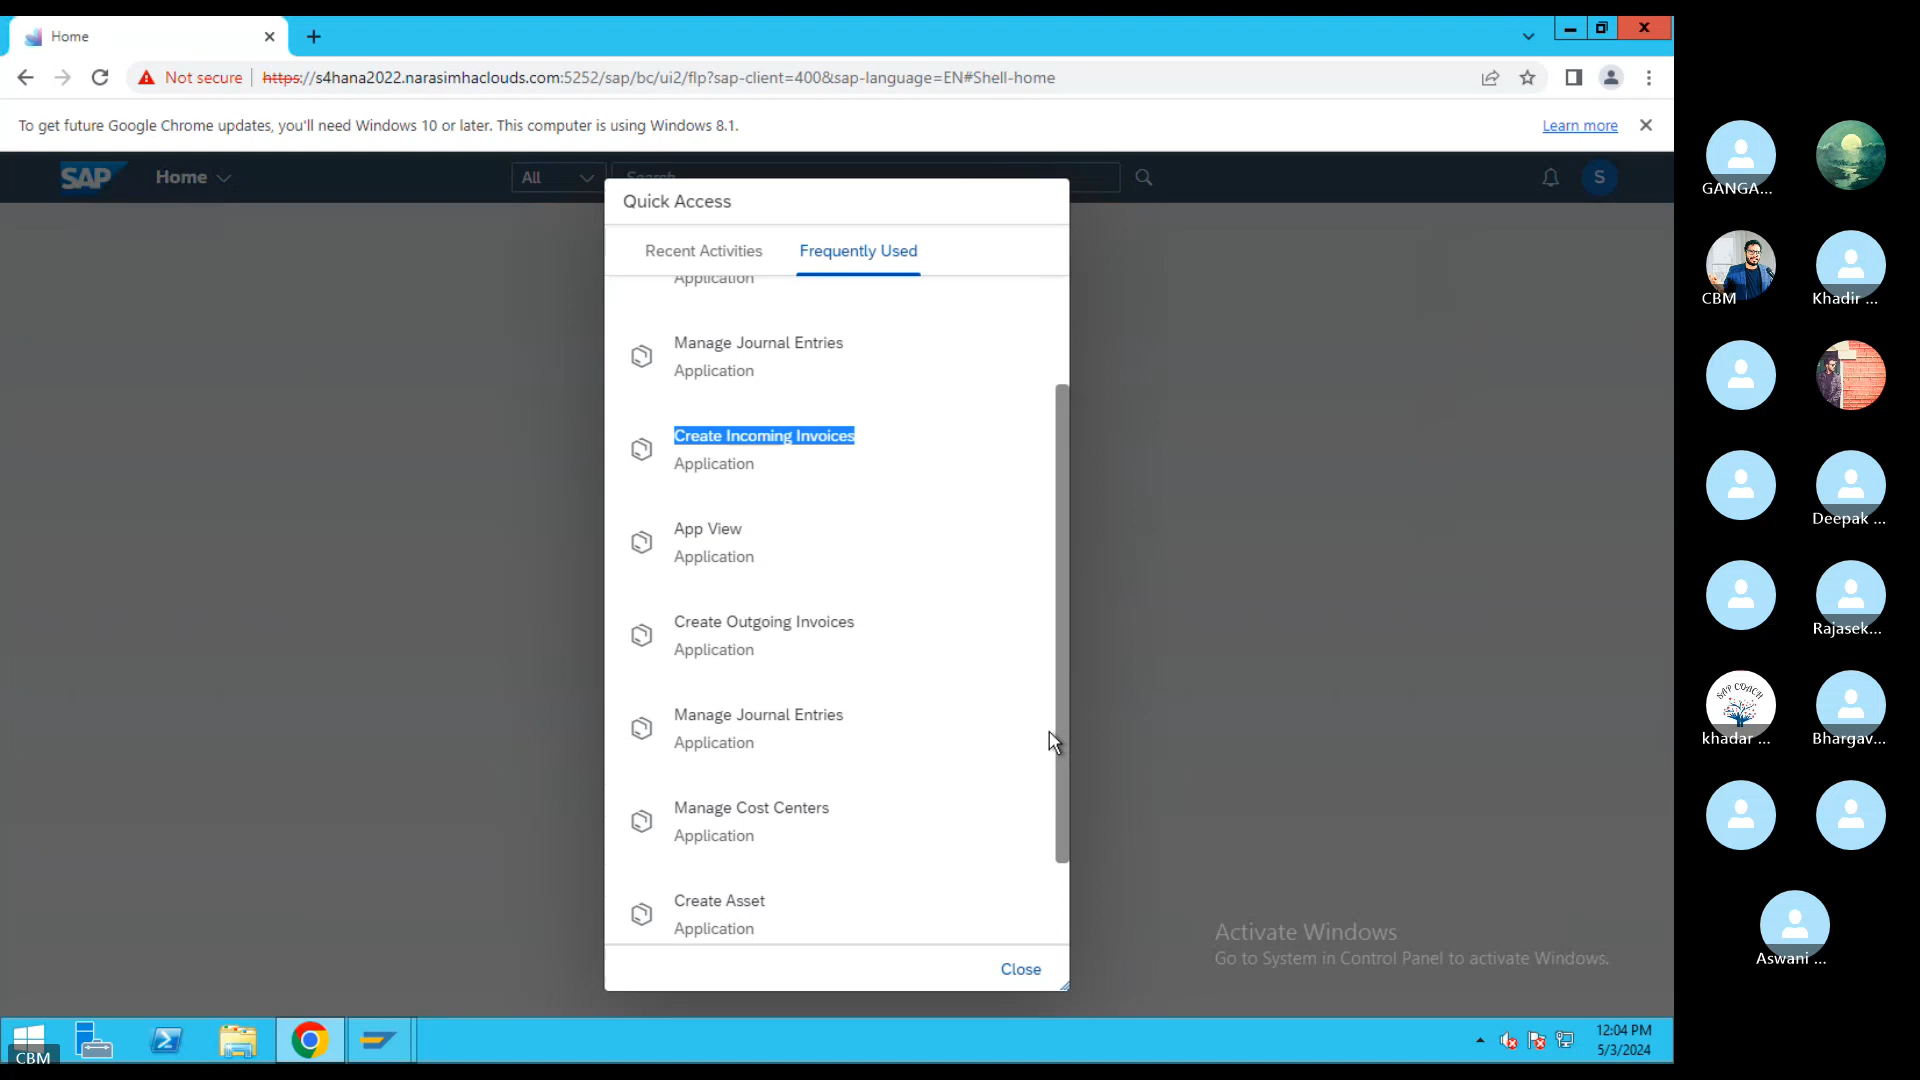 Home
Not secure https://s4hana2022.narasimhaclouds.com:5252/sap/bc/ui2/flp?sap-client=400&sap-language=EN#Shell-home
To get future Google Chrome updates, you'll need Windows 10 or later. This computer is using Windows 8.1.
Learn more
SAP Home All Search S
Quick Access
Recent Activities Frequently Used
Application
Manage Journal Entries
Application
Create Incoming Invoices
Application
App View
Application
Create Outgoing Invoices
Application
Manage Journal Entries
Application
Manage Cost Centers
Application
Create Asset
Application
Close
Activate Windows
Go to System in Control Panel to activate Windows.
CBM
12:04 PM
5/3/2024
GANGA...
CBM
Khadir ...
Deepak ...
Rajasek...
SAP COACH
khadar ...
Bhargav...
Aswani ...